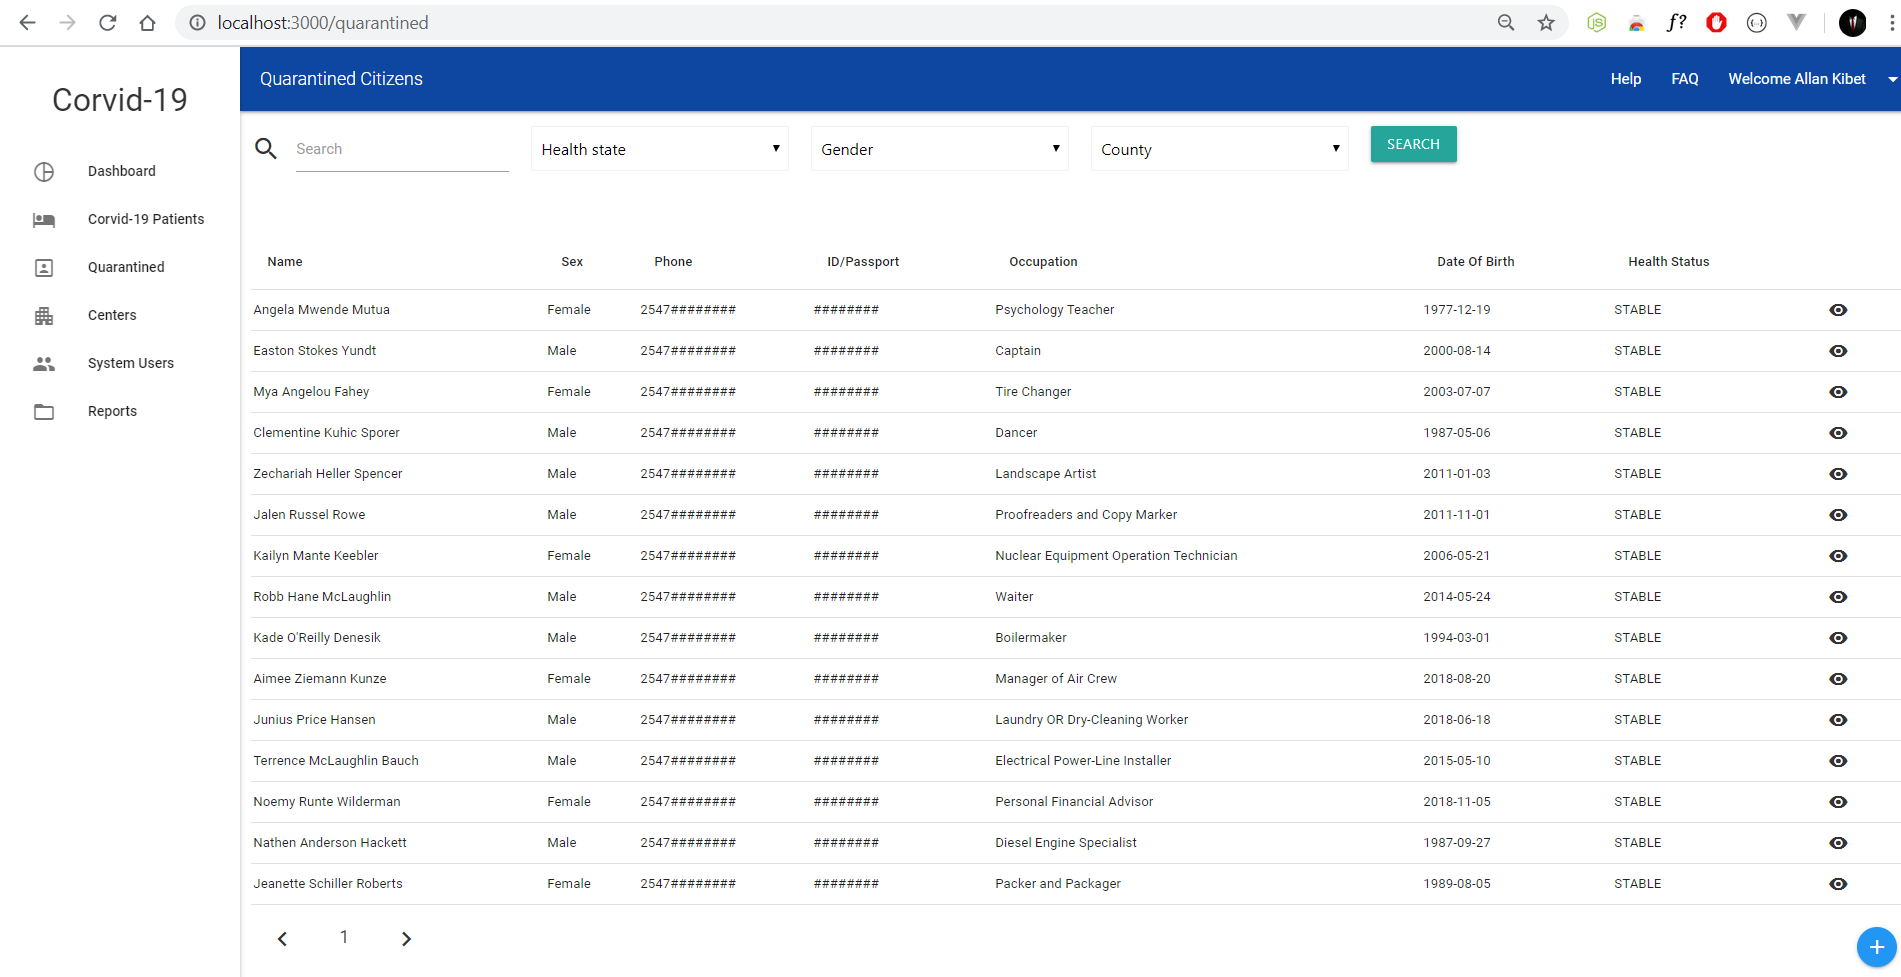 localhost:3000/quarantined
Corvid-19
Dashboard
Corvid-19 Patients
Quarantined
Centers
System Users
Reports
Quarantined Citizens Help FAQ Welcome Allan Kibet
Search Health state Gender County SEARCH
Name Sex Phone ID/Passport Occupation Date Of Birth Health Status
Angela Mwende Mutua Female 2547######## ######## Psychology Teacher 1977-12-19 STABLE
Easton Stokes Yundt Male 2547######## ######## Captain 2000-08-14 STABLE
Mya Angelou Fahey Female 2547######## ######## Tire Changer 2003-07-07 STABLE
Clementine Kuhic Sporer Male 2547######## ######## Dancer 1987-05-06 STABLE
Zechariah Heller Spencer Male 2547######## ######## Landscape Artist 2011-01-03 STABLE
Jalen Russel Rowe Male 2547######## ######## Proofreaders and Copy Marker 2011-11-01 STABLE
Kailyn Mante Keebler Female 2547######## ######## Nuclear Equipment Operation Technician 2006-05-21 STABLE
Robb Hane McLaughlin Male 2547######## ######## Waiter 2014-05-24 STABLE
Kade O'Reilly Denesik Male 2547######## ######## Boilermaker 1994-03-01 STABLE
Aimee Ziemann Kunze Female 2547######## ######## Manager of Air Crew 2018-08-20 STABLE
Junius Price Hansen Male 2547######## ######## Laundry OR Dry-Cleaning Worker 2018-06-18 STABLE
Terrence McLaughlin Bauch Male 2547######## ######## Electrical Power-Line Installer 2015-05-10 STABLE
Noemy Runte Wilderman Female 2547######## ######## Personal Financial Advisor 2018-11-05 STABLE
Nathen Anderson Hackett Male 2547######## ######## Diesel Engine Specialist 1987-09-27 STABLE
Jeanette Schiller Roberts Female 2547######## ######## Packer and Packager 1989-08-05 STABLE
1